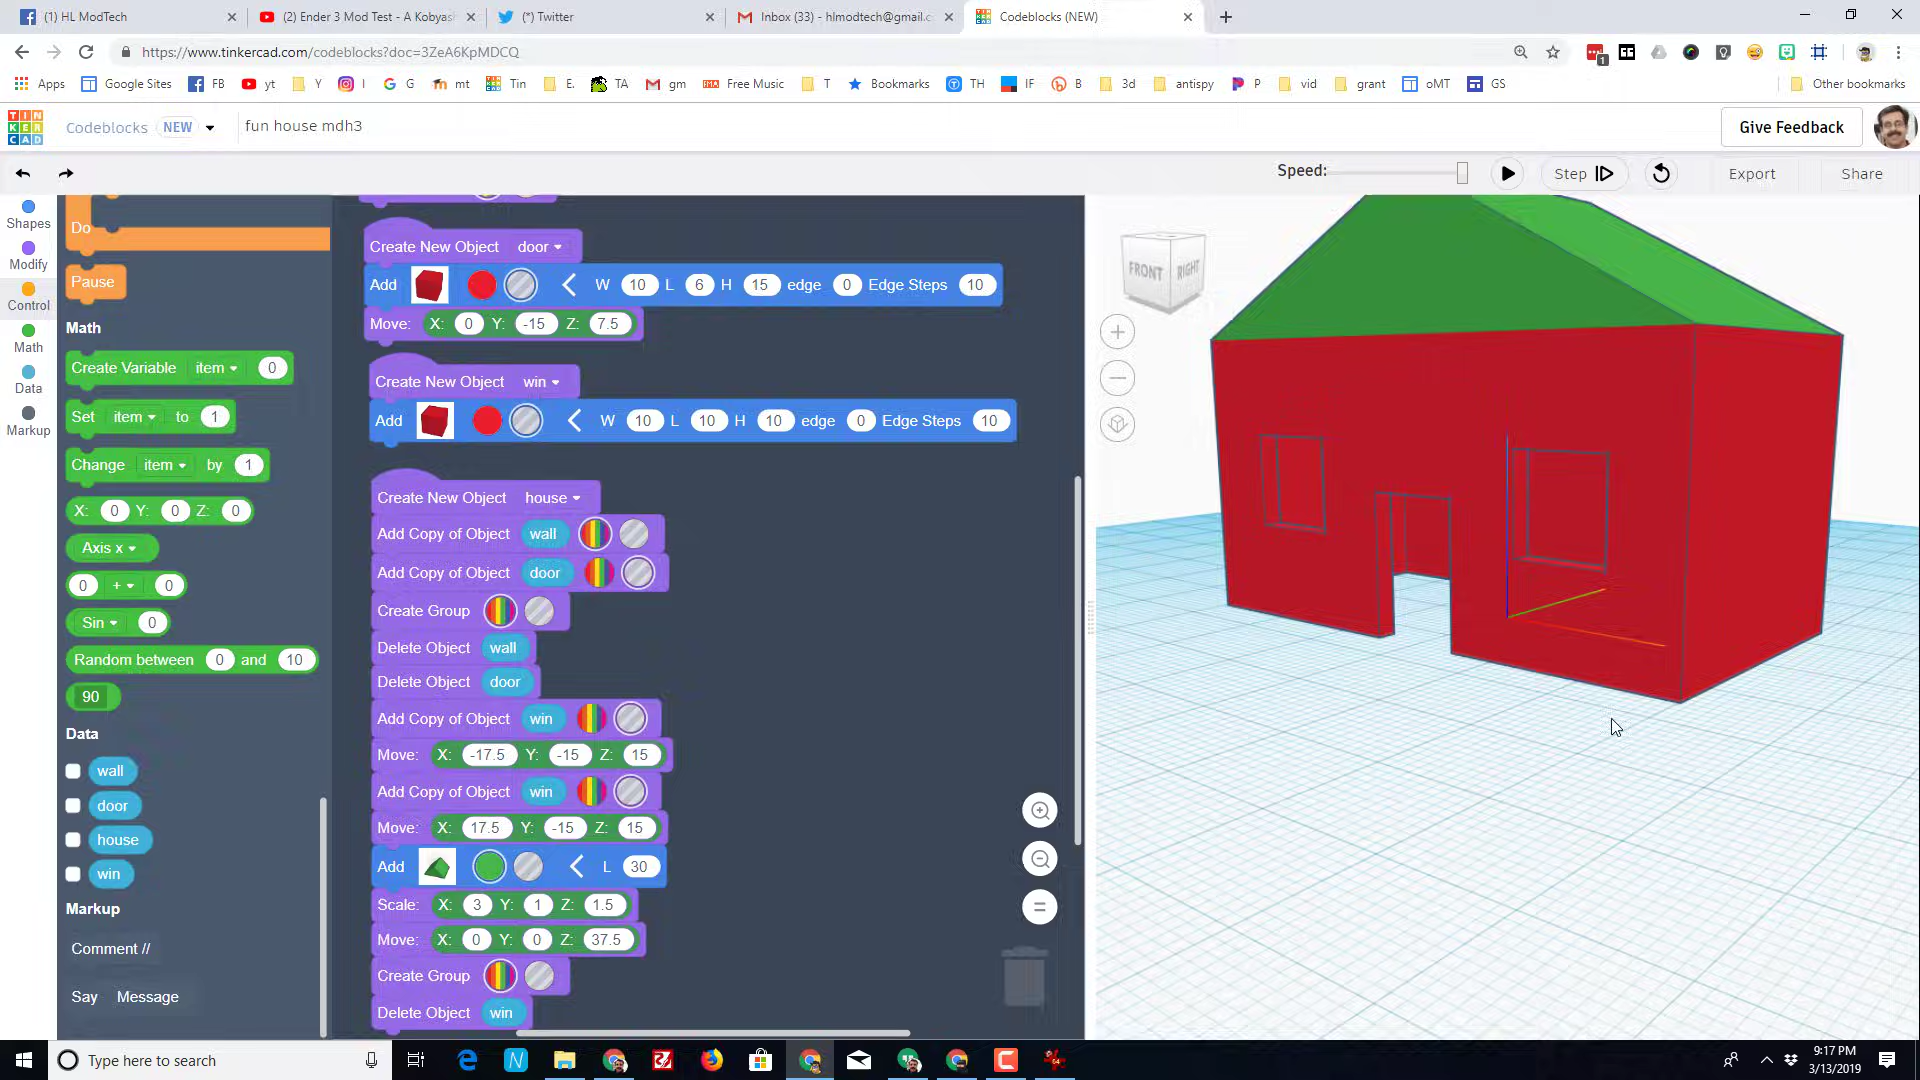 (1) HL ModTech
(2) Ender 3 Mod Test - A Kobyash
(*) Twitter
Inbox (33) - hlmodtech@gmail.c
Codeblocks (NEW)
https://www.tinkercad.com/codeblocks?doc=3ZeA6KpMDCQ
Apps Google Sites FB yt Y I G mt Tin E. TA gm Free Music T Bookmarks TH IF B 3d antispy P vid grant oMT GS Other bookmarks
TIN KER CAD Codeblocks NEW fun house mdh3 Give Feedback
Speed: Step Export Share
Shapes
Modify
Control
Math
Data
Markup
Do
Pause
Math
Create Variable item 0
Set item to 1
Change item by 1
X: 0 Y: 0 Z: 0
Axis x
0 + 0
Sin 0
Random between 0 and 10
90
Data
wall
door
house
win
Markup
Comment //
Say Message
Create New Object door
Add W 10 L 6 H 15 edge 0 Edge Steps 10
Move: X: 0 Y: -15 Z: 7.5
Create New Object win
Add W 10 L 10 H 10 edge 0 Edge Steps 10
Create New Object house
Add Copy of Object wall
Add Copy of Object door
Create Group
Delete Object wall
Delete Object door
Add Copy of Object win
Move: X: -17.5 Y: -15 Z: 15
Add Copy of Object win
Move: X: 17.5 Y: -15 Z: 15
Add L 30
Scale: X: 3 Y: 1 Z: 1.5
Move: X: 0 Y: 0 Z: 37.5
Create Group
Delete Object win
FRONT RIGHT
Type here to search
9:17 PM
3/13/2019